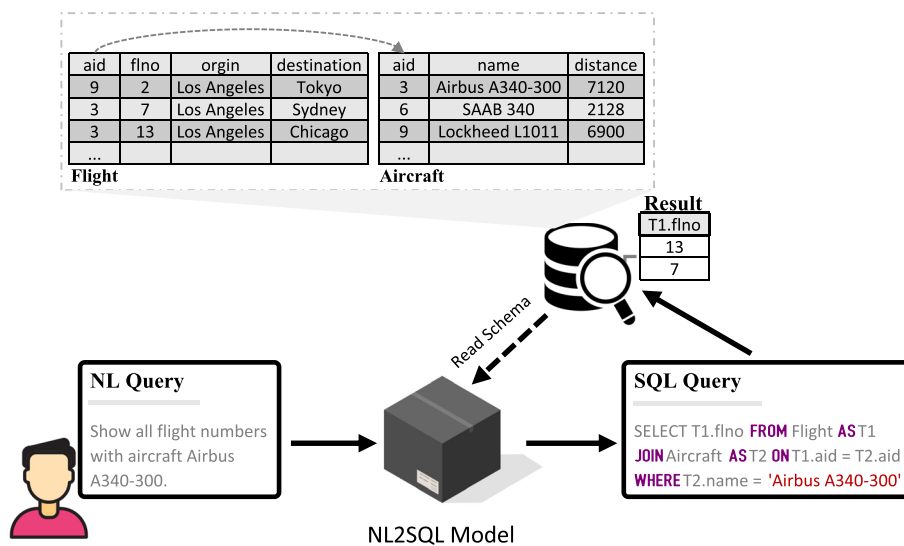 aid flno orgin destination
9 2 Los Angeles Tokyo
3 7 Los Angeles Sydney
3 13 Los Angeles Chicago
...
Flight
aid name distance
3 Airbus A340-300 7120
6 SAAB 340 2128
9 Lockheed L1011 6900
...
Aircraft
Result
T1.flno
13
7
Read Schema
NL Query
Show all flight numbers
with aircraft Airbus
A340-300.
NL2SQL Model
SQL Query
SELECT T1.flno FROM Flight AS T1
JOIN Aircraft AS T2 ON T1.aid = T2.aid
WHERE T2.name = 'Airbus A340-300'